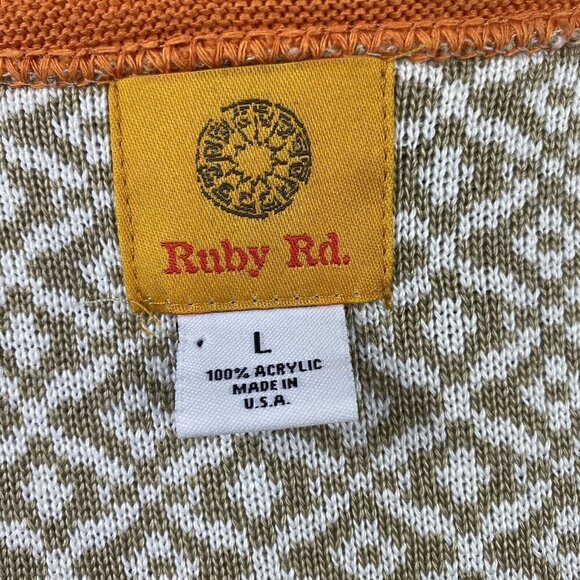 Ruby Rd.
L
100% ACRYLIC
MADE IN
U.S.A.